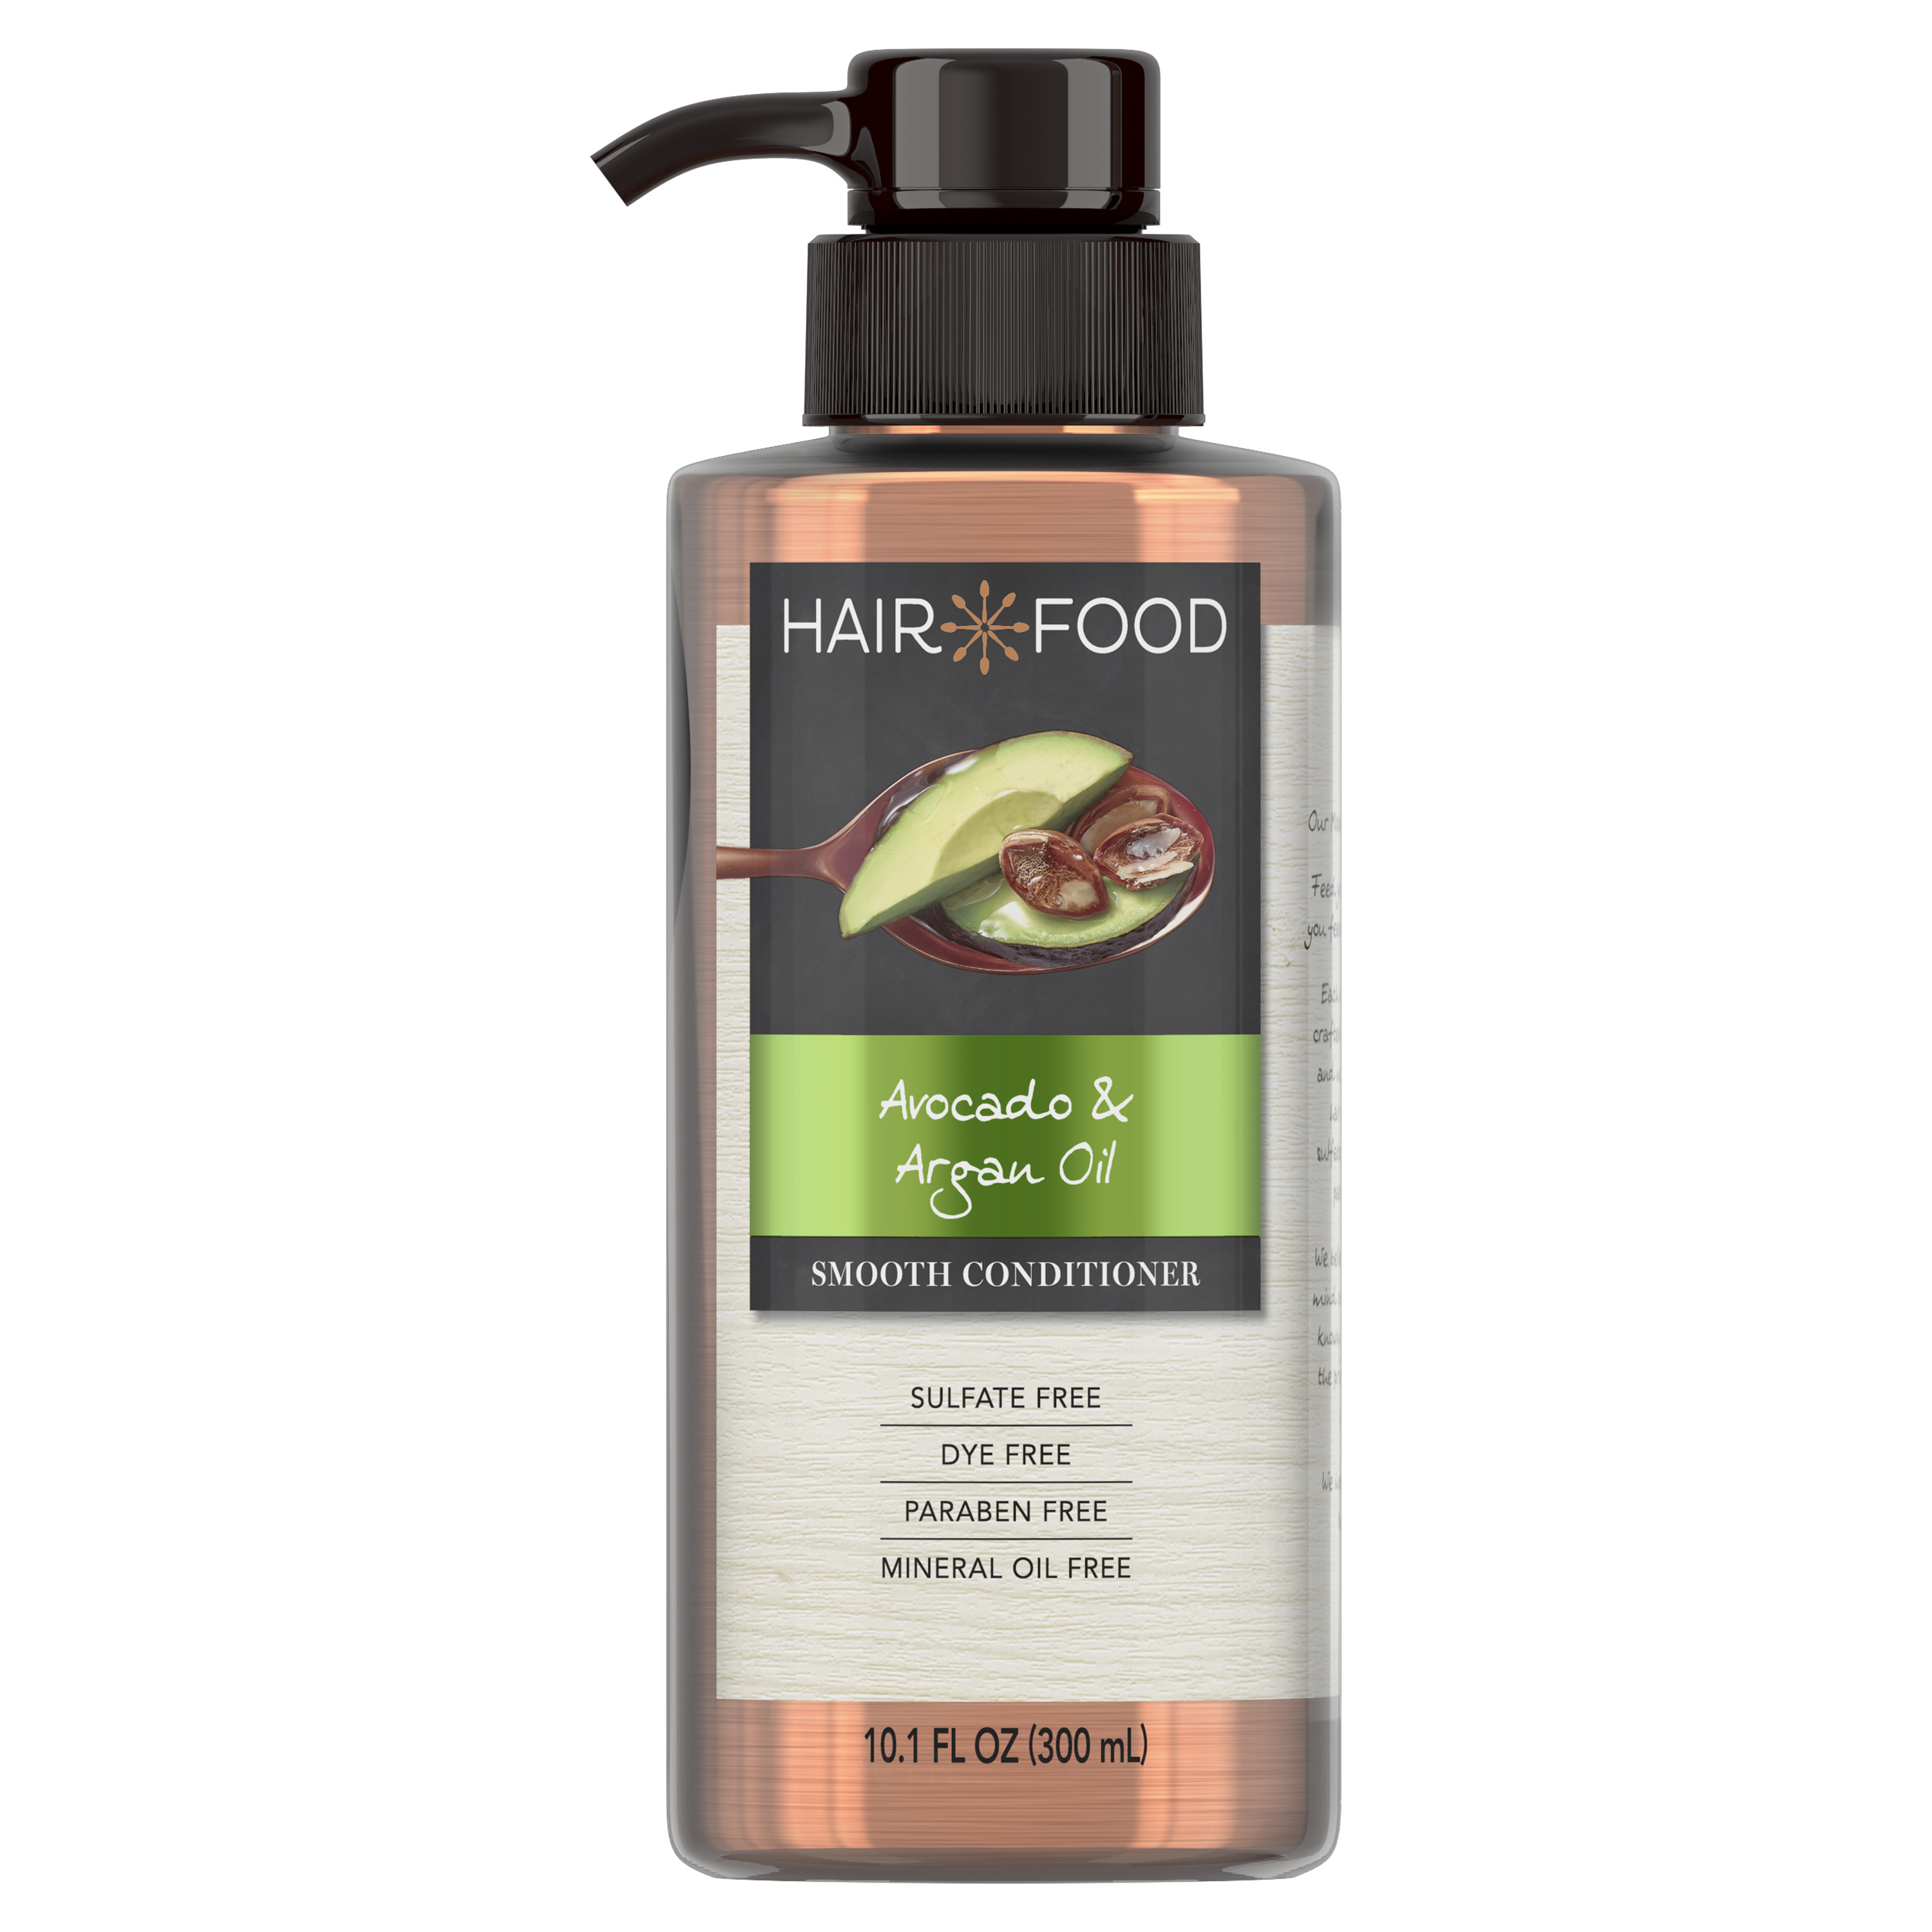 HAIR FOOD
Avocado &
Argan Oil
SMOOTH CONDITIONER
SULFATE FREE
DYE FREE
PARABEN FREE
MINERAL OIL FREE
10.1 FL OZ (300 mL)
Our